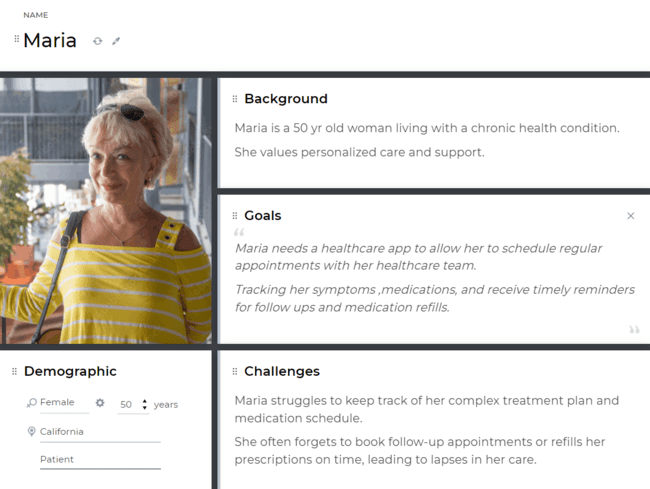 NAME
Maria
Background
Maria is a 50 yr old woman living with a chronic health condition.
She values personalized care and support.
Goals
“
Maria needs a healthcare app to allow her to schedule regular
appointments with her healthcare team.
Tracking her symptoms ,medications, and receive timely reminders
for follow ups and medication refills.
”
Demographic
Female 50 years
California
Patient
Challenges
Maria struggles to keep track of her complex treatment plan and
medication schedule.
She often forgets to book follow-up appointments or refills her
prescriptions on time, leading to lapses in her care.